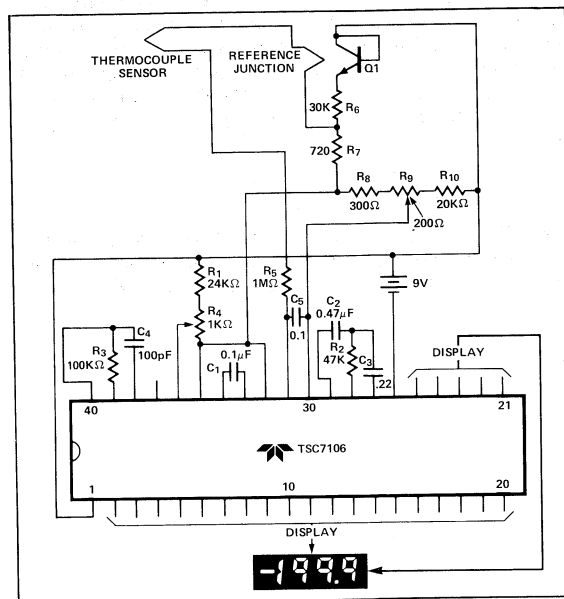 THERMOCOUPLE
SENSOR
REFERENCE
JUNCTION
Q1
30K R6
720 R7
R8
300Ω
R9
200Ω
R10
20KΩ
R1
24KΩ
R4
1KΩ
R5
1MΩ
C5
0.1
9V
C2
0.47μF
R2
47K
C3
.22
DISPLAY
R3
100KΩ
C4
100pF
0.1μF
C1
40
30
21
TSC7106
1
10
20
DISPLAY
-199.9